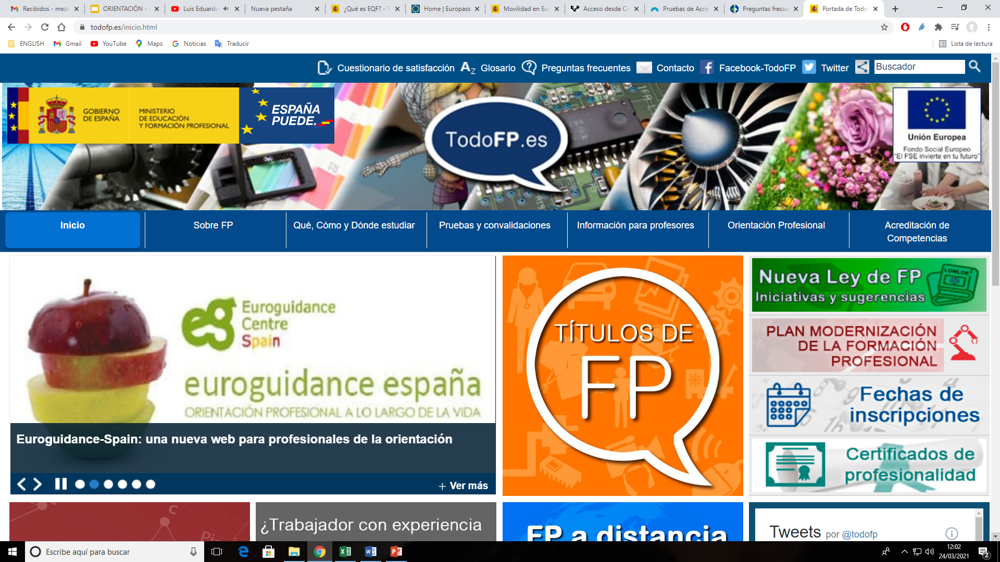 Recibidos - mezk
ORIENTACIÓN -
Luis Eduardo
Nueva pestaña
¿Qué es EQF? - T
Home | Europass
Movilidad en Eu
Acceso desde Ci
Pruebas de Acce
Preguntas frecue
Portada de Todo
todofp.es/inicio.html
ENGLISH
Gmail
YouTube
Maps
Noticias
Traducir
Lista de lectura
Cuestionario de satisfacción
Glosario
Preguntas frecuentes
Contacto
Facebook-TodoFP
Twitter
Buscador
GOBIERNO
DE ESPAÑA
MINISTERIO
DE EDUCACIÓN
Y FORMACIÓN PROFESIONAL
ESPAÑA
PUEDE.
TodoFP.es
Unión Europea
Fondo Social Europeo
"El FSE invierte en tu futuro"
Inicio
Sobre FP
Qué, Cómo y Dónde estudiar
Pruebas y convalidaciones
Información para profesores
Orientación Profesional
Acreditación de
Competencias
eg Euroguidance
Centre
Spain
euroguidance españa
ORIENTACIÓN PROFESIONAL A LO LARGO DE LA VIDA
Euroguidance-Spain: una nueva web para profesionales de la orientación
+ Ver más
TÍTULOS DE
FP
Nueva Ley de FP
Iniciativas y sugerencias
LOMLOE
PLAN MODERNIZACIÓN
DE LA FORMACIÓN
PROFESIONAL
Fechas de
inscripciones
Certificados de
profesionalidad
¿Trabajador con experiencia
FP a distancia
Tweets por @todofp
Escribe aquí para buscar
12:02
24/03/2021
2